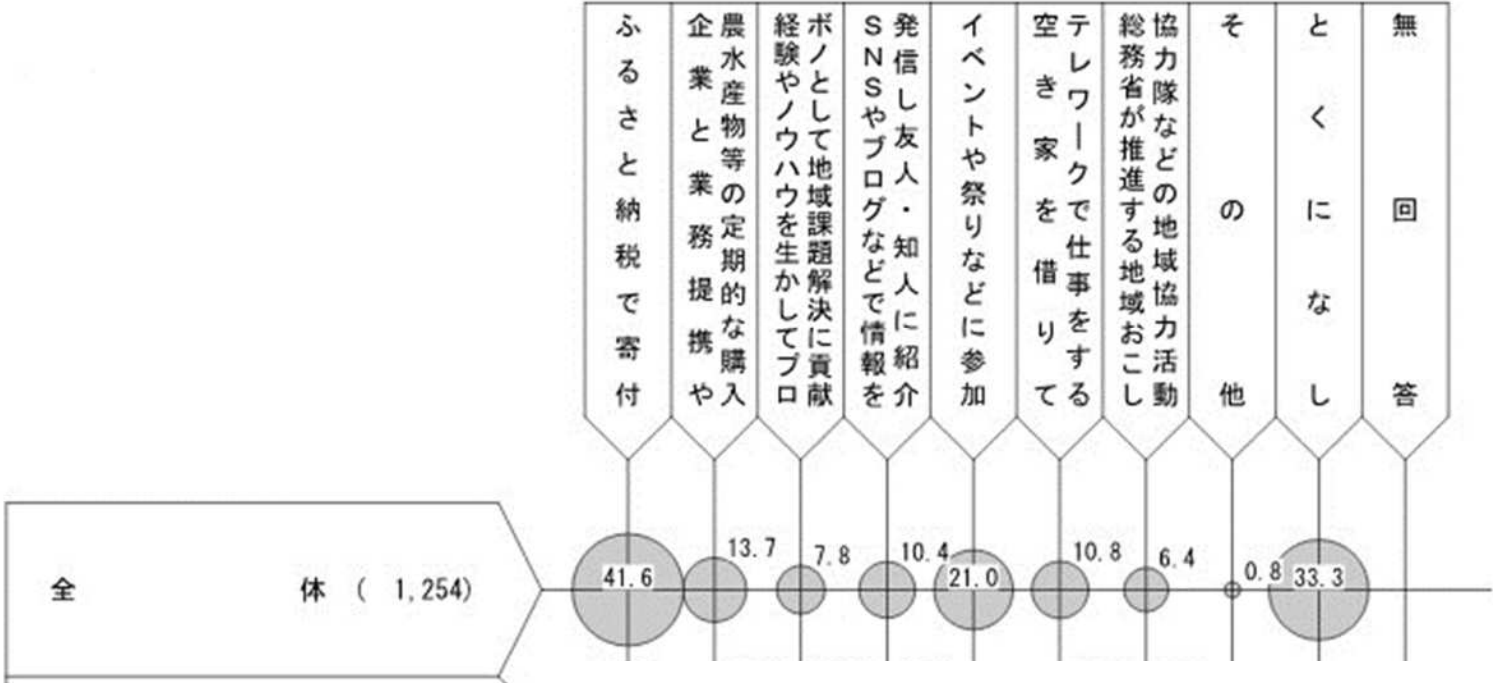 ふるさと納税で寄付
農水産物等の定期的な購入
企業と業務提携や
ボノとして地域課題解決に貢献
経験やノウハウを生かしてプロ
発信し友人・知人に紹介
SNSやブログなどで情報を
イベントや祭りなどに参加
テレワークで仕事をする
空き家を借りて
協力隊などの地域協力活動
総務省が推進する地域おこし
その他
とくになし
無回答
全体 ( 1,254)
41.6
13.7
7.8
10.4
21.0
10.8
6.4
0.8
33.3